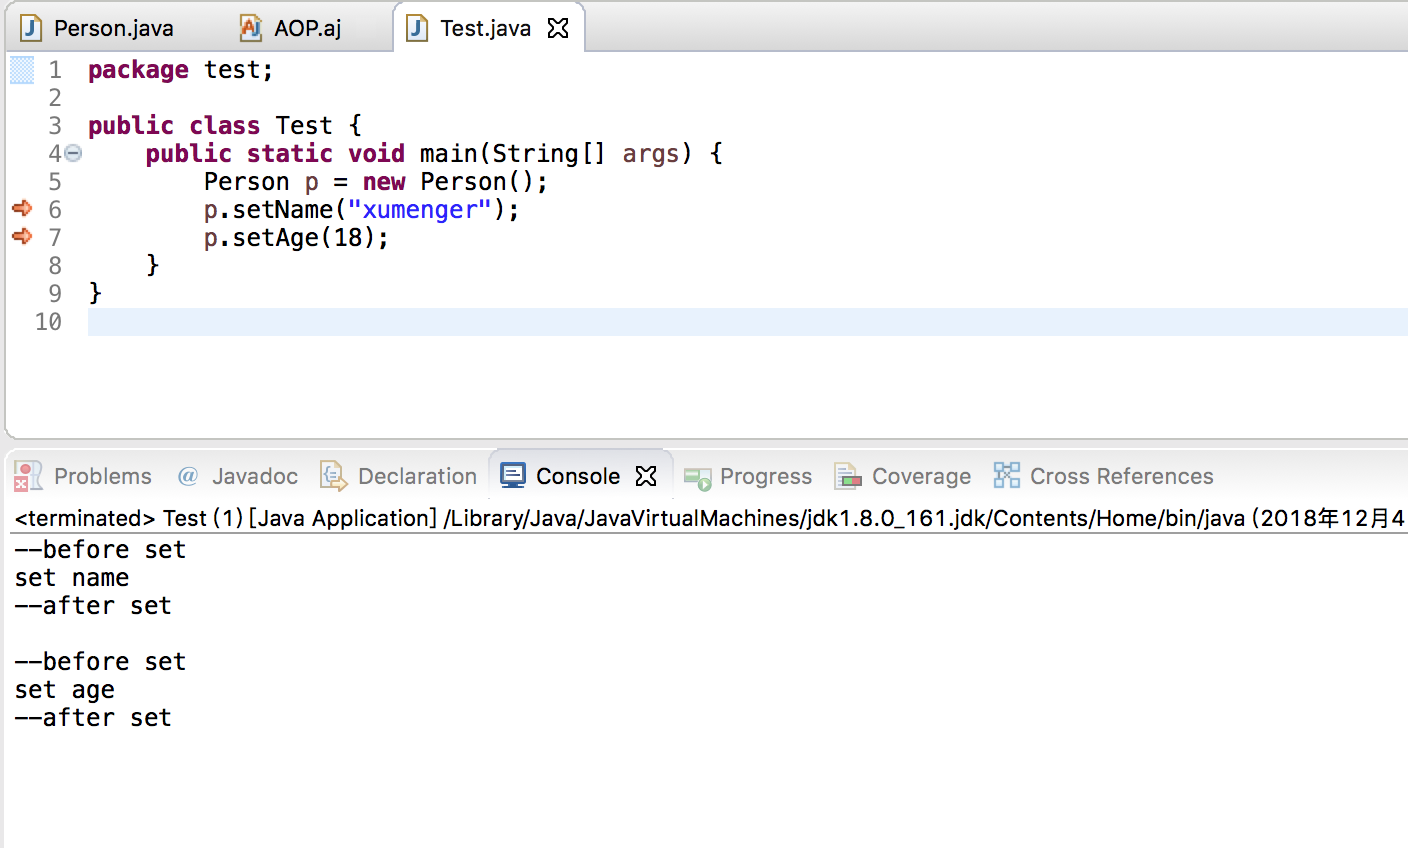 Person.java AOP.aj Test.java
1 package test;
2
3 public class Test {
4 public static void main(String[] args) {
5 Person p = new Person();
6 p.setName("xumenger");
7 p.setAge(18);
8 }
9 }
10
Problems @ Javadoc Declaration Console Progress Coverage Cross References
<terminated> Test (1) [Java Application] /Library/Java/JavaVirtualMachines/jdk1.8.0_161.jdk/Contents/Home/bin/java (2018年12月4
--before set
set name
--after set
--before set
set age
--after set